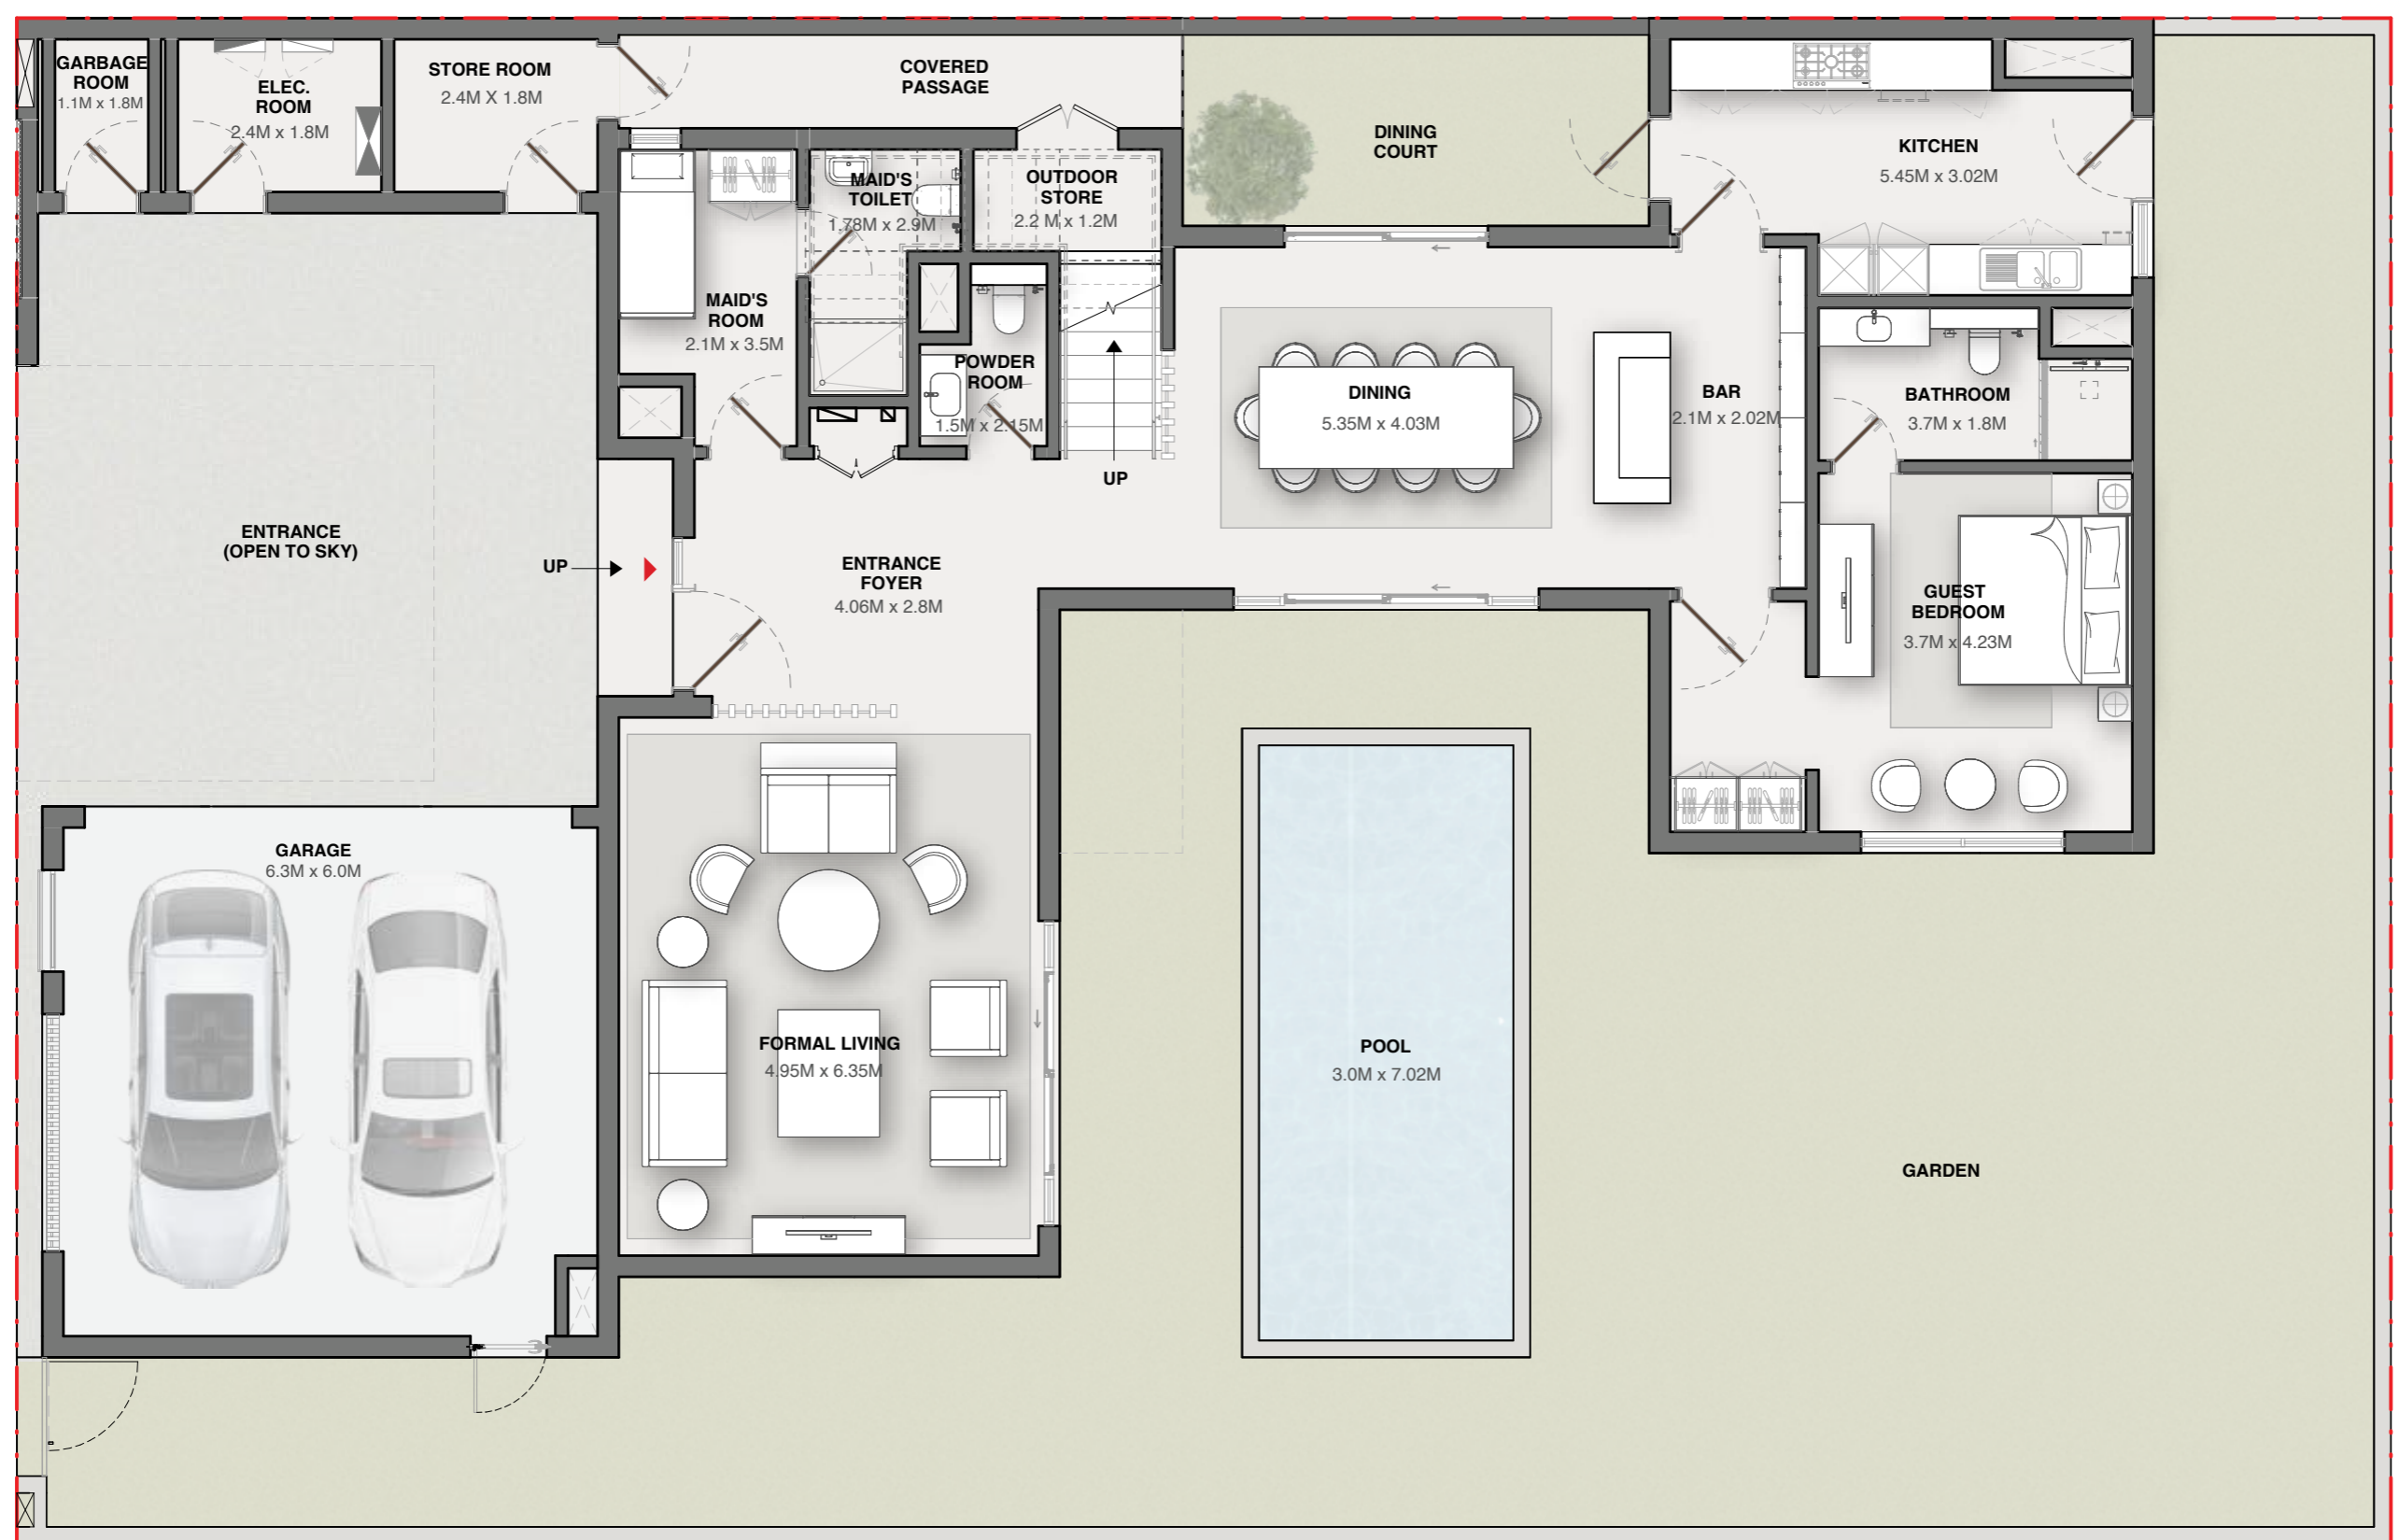 GARBAGE
ROOM
1.1M x 1.8M
ELEC.
ROOM
2.4M x 1.8M
STORE ROOM
2.4M X 1.8M
COVERED
PASSAGE
DINING
COURT
KITCHEN
5.45M x 3.02M
MAID'S
TOILET
1.78M x 2.9M
OUTDOOR
STORE
2.2 M x 1.2M
MAID'S
ROOM
2.1M x 3.5M
POWDER
ROOM
1.5M x 2.15M
UP
DINING
5.35M x 4.03M
BAR
2.1M x 2.02M
BATHROOM
3.7M x 1.8M
ENTRANCE
(OPEN TO SKY)
UP
ENTRANCE
FOYER
4.06M x 2.8M
GUEST
BEDROOM
3.7M x 4.23M
GARAGE
6.3M x 6.0M
FORMAL LIVING
4.95M x 6.35M
POOL
3.0M x 7.02M
GARDEN